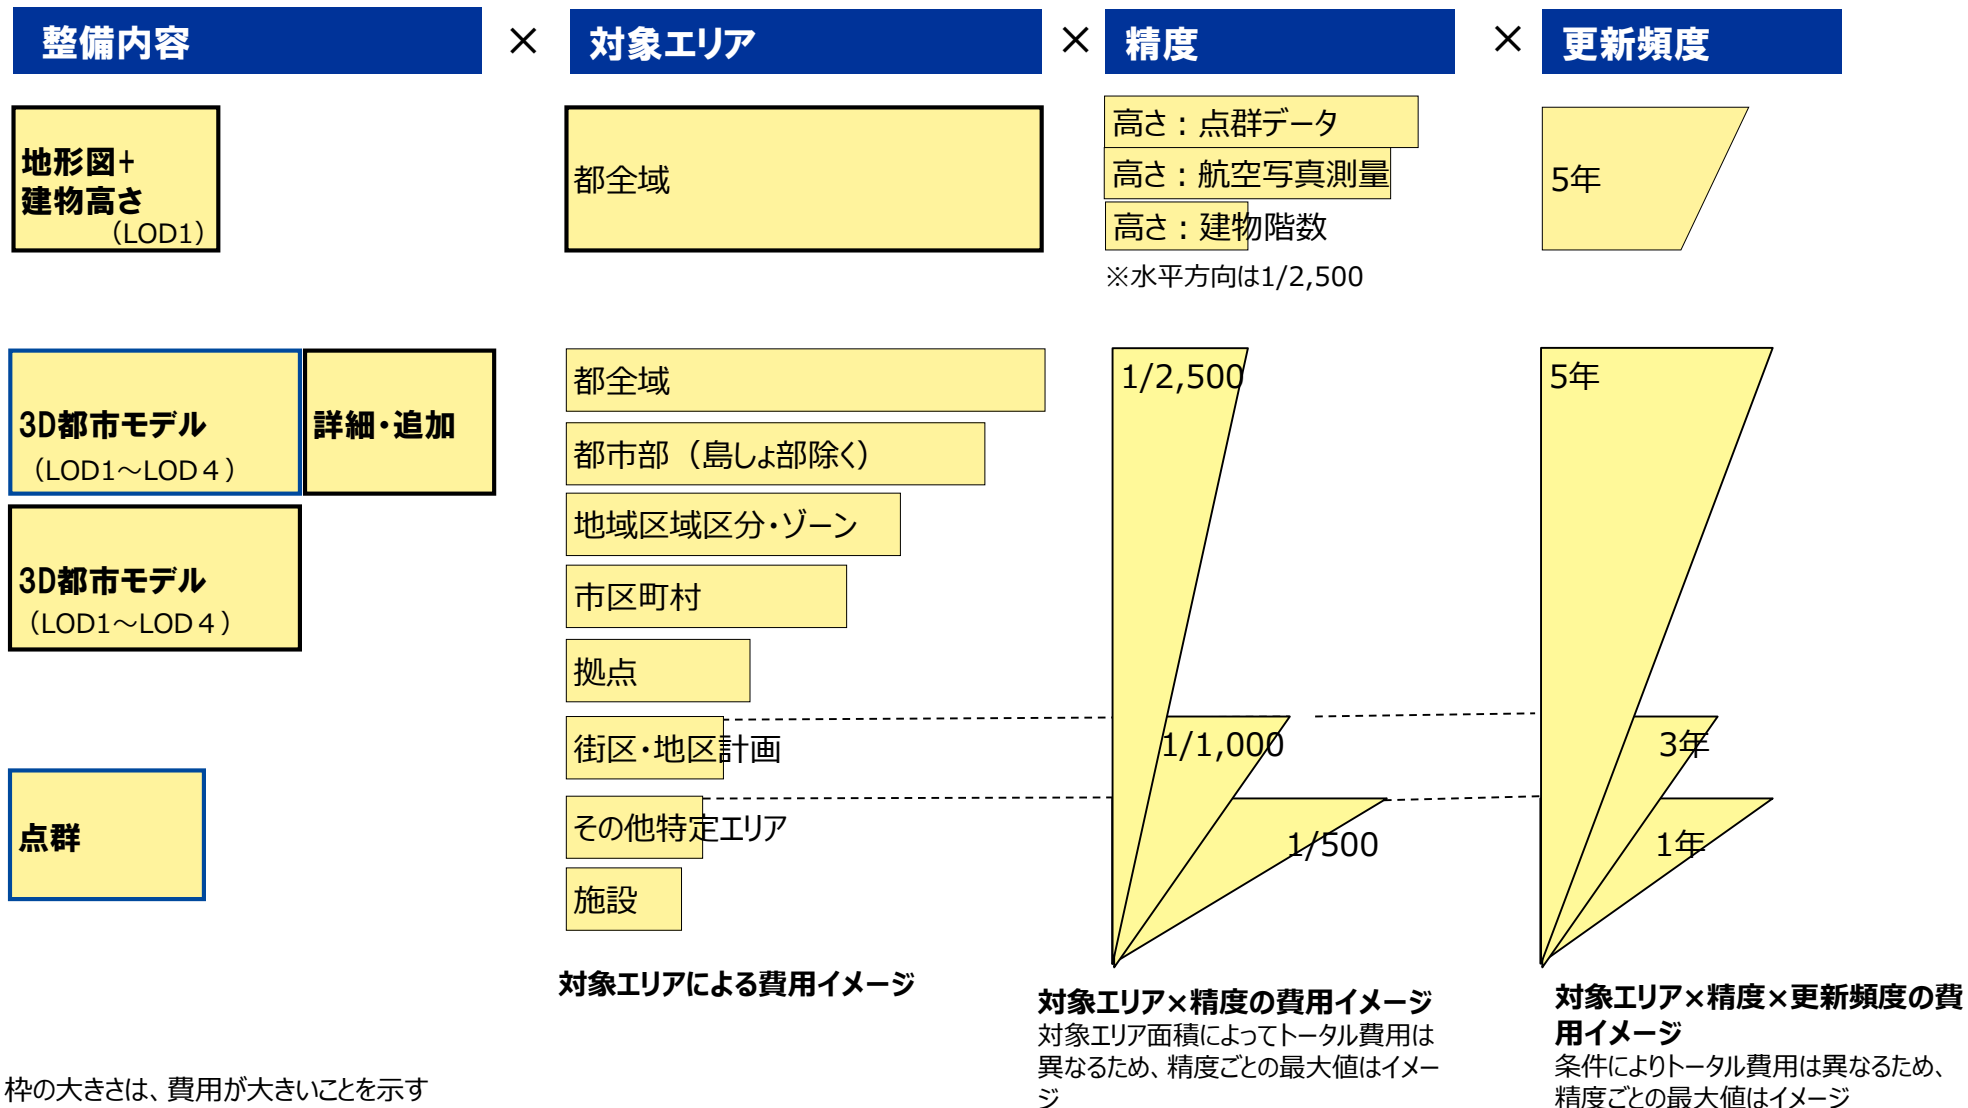 整備内容
×
対象エリア
×
精度
×
更新頻度
地形図+
建物高さ
（LOD1）
都全域
高さ：点群データ
高さ：航空写真測量
高さ：建物階数
※水平方向は1/2,500
5年
3D都市モデル
（LOD1～LOD４）
詳細・追加
3D都市モデル
（LOD1～LOD４）
点群
都全域
都市部（島しょ部除く）
地域区域区分・ゾーン
市区町村
拠点
街区・地区計画
その他特定エリア
施設
1/2,500
1/1,000
1/500
5年
3年
1年
対象エリアによる費用イメージ
対象エリア×精度の費用イメージ
対象エリア面積によってトータル費用は
異なるため、精度ごとの最大値はイメー
ジ
対象エリア×精度×更新頻度の費
用イメージ
条件によりトータル費用は異なるため、
精度ごとの最大値はイメージ
枠の大きさは、費用が大きいことを示す